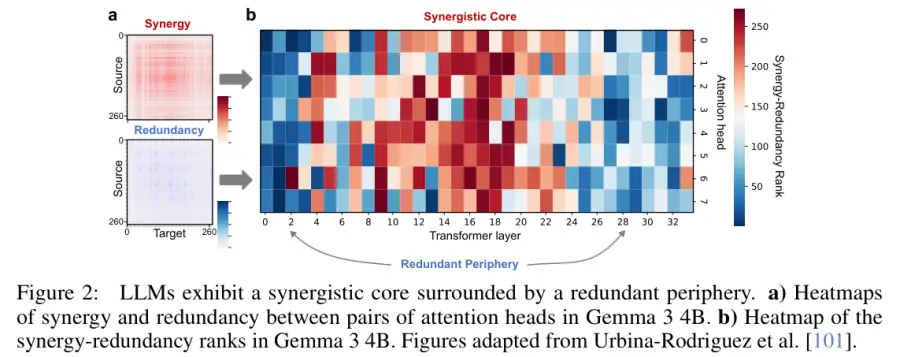 a
Synergy
0
Source
260
Redundancy
0
Source
260
0
Target
260
b
Synergistic Core
0
1
2
3
4
5
6
7
Attention head
0 2 4 6 8 10 12 14 16 18 20 22 24 26 28 30 32
Transformer layer
Redundant Periphery
250
200
150
100
50
Synergy-Redundancy Rank
Figure 2: LLMs exhibit a synergistic core surrounded by a redundant periphery. a) Heatmaps
of synergy and redundancy between pairs of attention heads in Gemma 3 4B. b) Heatmap of the
synergy-redundancy ranks in Gemma 3 4B. Figures adapted from Urbina-Rodriguez et al. [101].